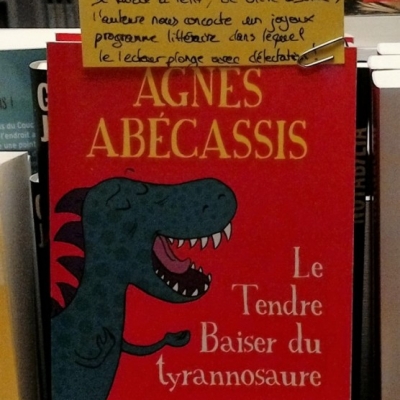 l'auteure nous concocte un joyeux
programme littéraire dans lequel
le lecteur plonge avec délectation !
AGNÈS
ABÉCASSIS
Le
Tendre
Baiser du
tyrannosaure